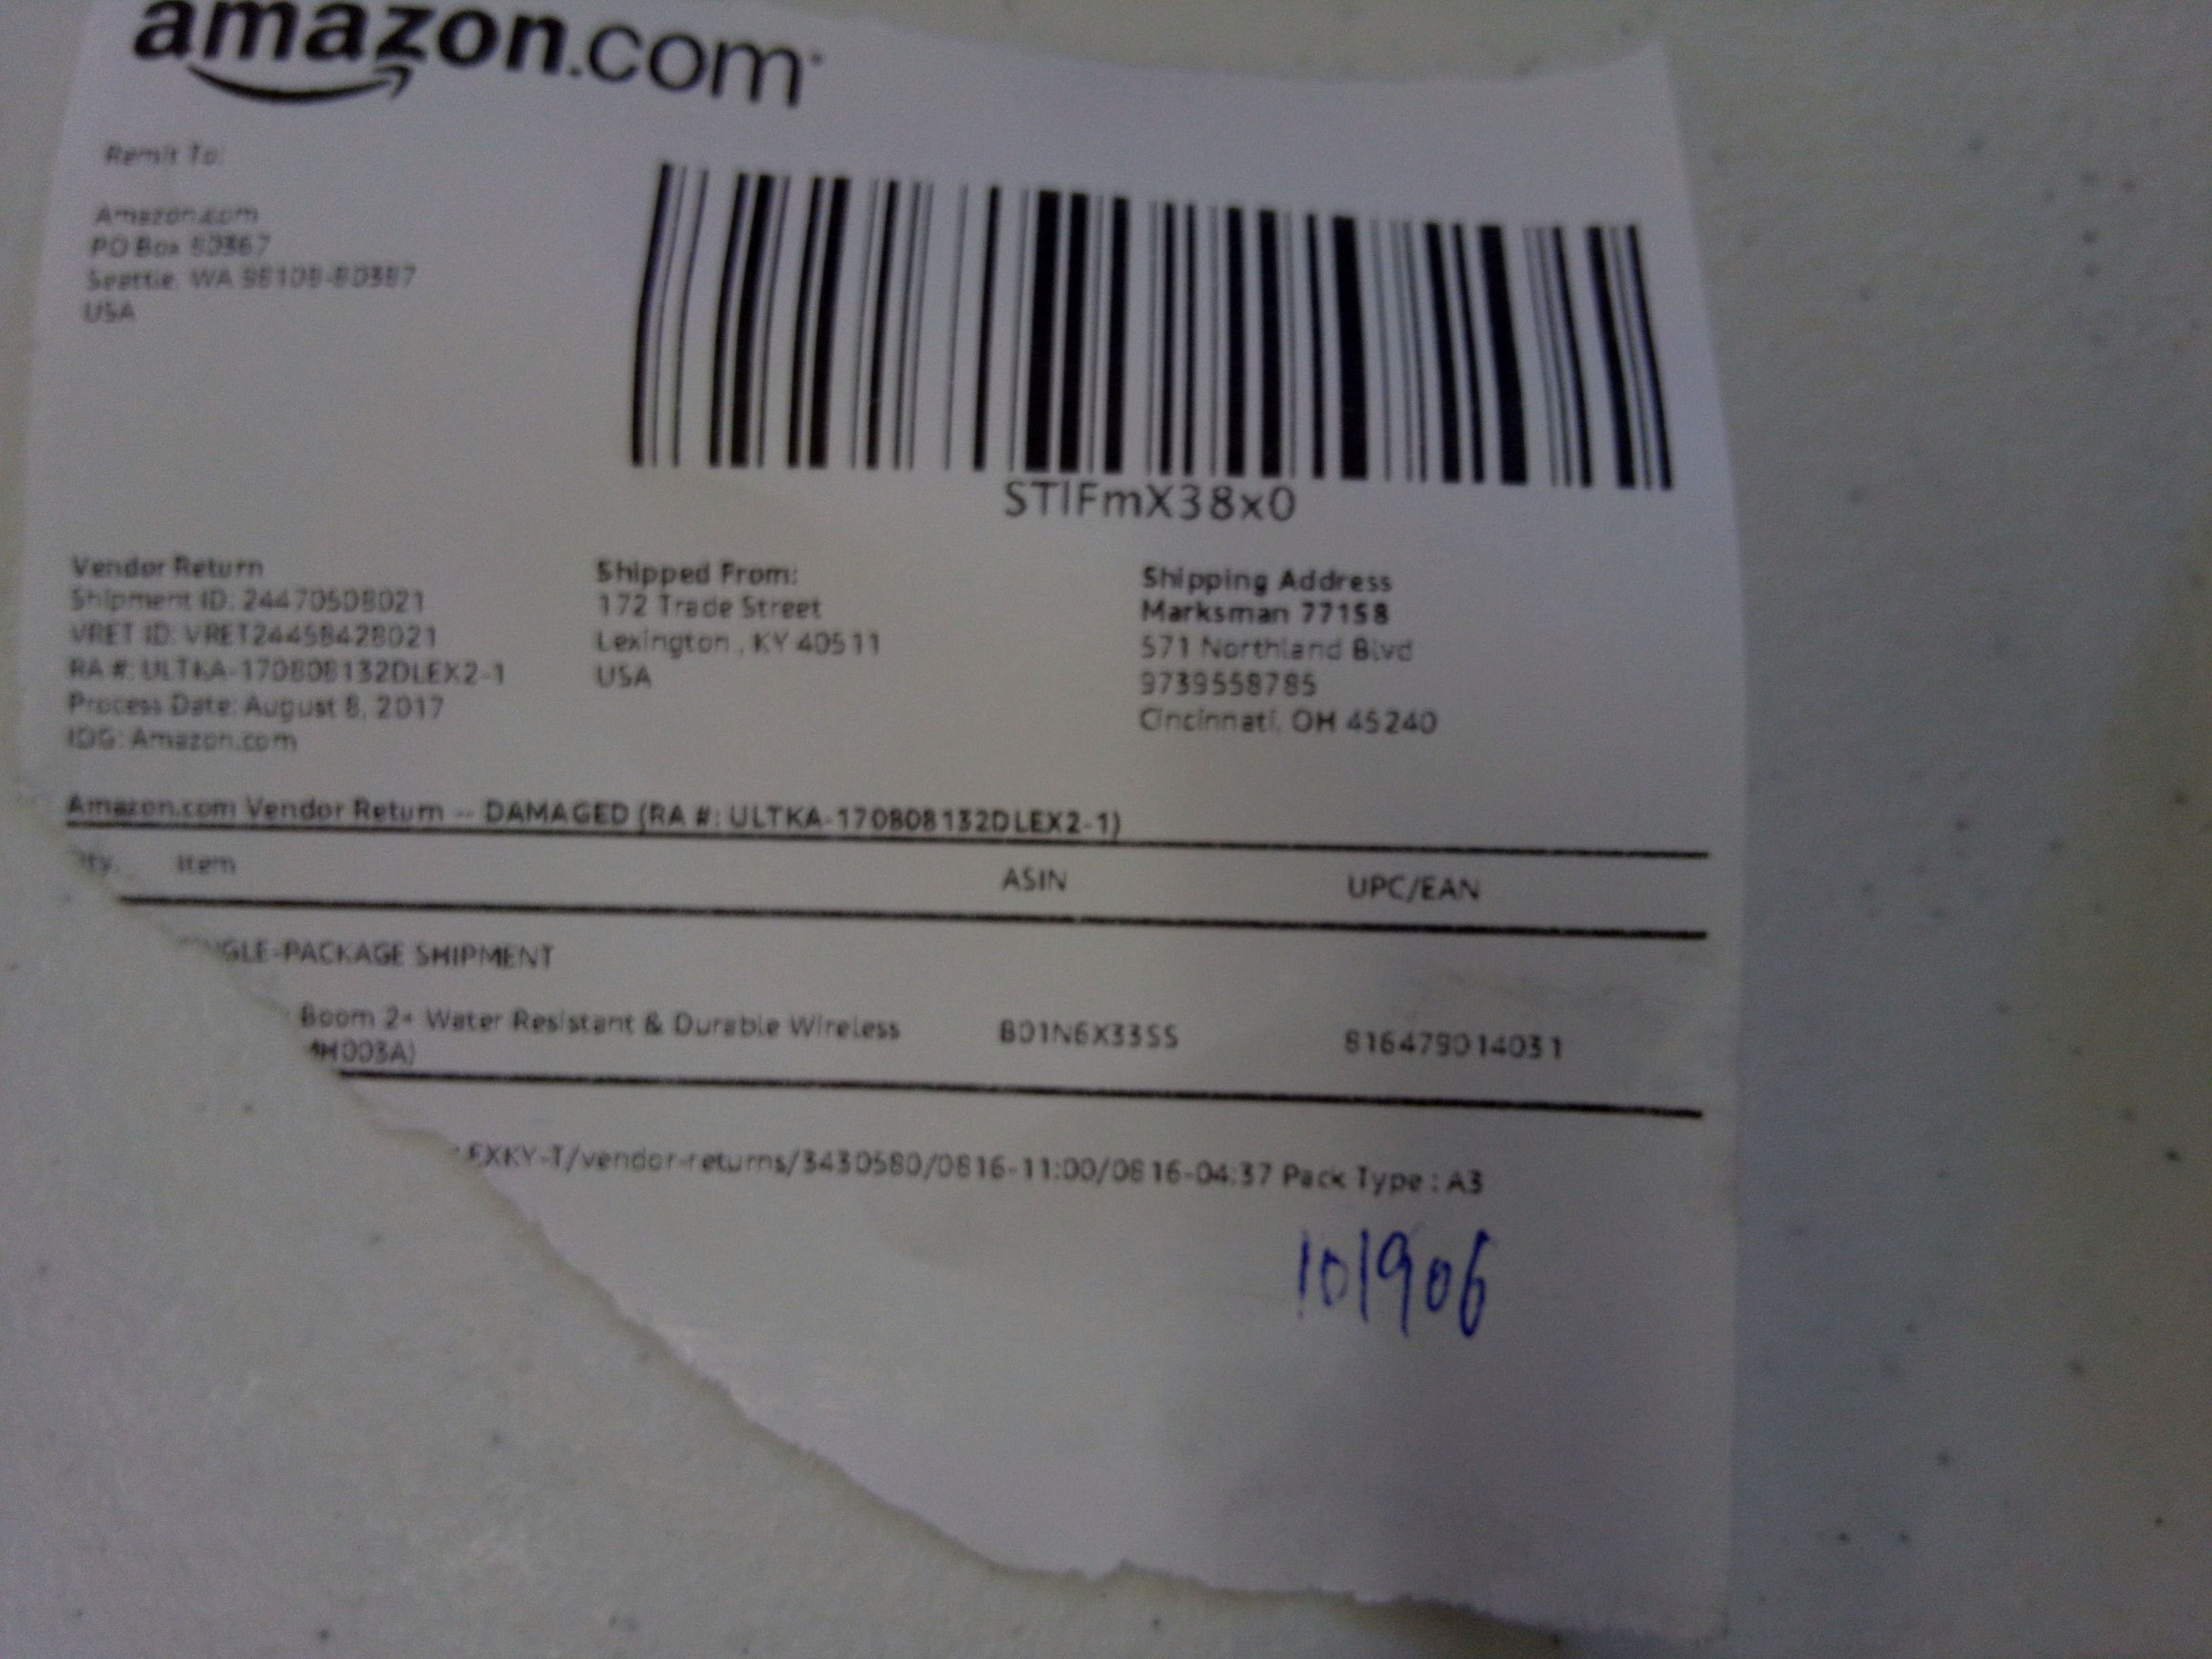 amazon.com
Remit To:
Amazon.com
PO Box
Seattle, WA
USA
STIFmX38x0
Vendor Return
Shipment ID: 24470508021
VRET ID: VRET24458428021
RA #: ULTKA-170808132DLEX2-1
Process Date: August 8, 2017
IOG: Amazon.com
Shipped From:
172 Trade Street
Lexington, KY 40511
USA
Shipping Address
Marksman 77158
571 Northland Blvd
9739558785
Cincinnati, OH 45240
Amazon.com Vendor Return -- DAMAGED (RA #: ULTKA-170808132DLEX2-1)
Item ASIN UPC/EAN
NGLE-PACKAGE SHIPMENT
Boom 2+ Water Resistant & Durable Wireless B01N6X33SS 816479014031
H003A)
EXKY-T/vendor-returns/3430580/0816-11:00/0816-04:37 Pack Type : A3
101906